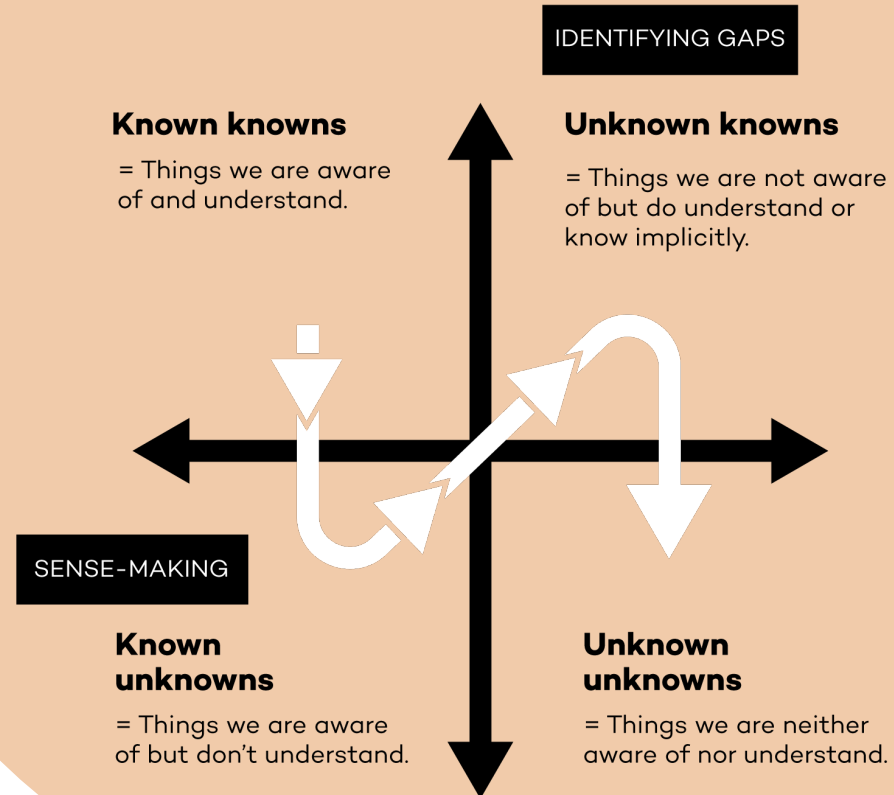 IDENTIFYING GAPS
Known knowns
= Things we are aware
of and understand.
Unknown knowns
= Things we are not aware
of but do understand or
know implicitly.
SENSE-MAKING
Known
unknowns
= Things we are aware
of but don’t understand.
Unknown
unknowns
= Things we are neither
aware of nor understand.